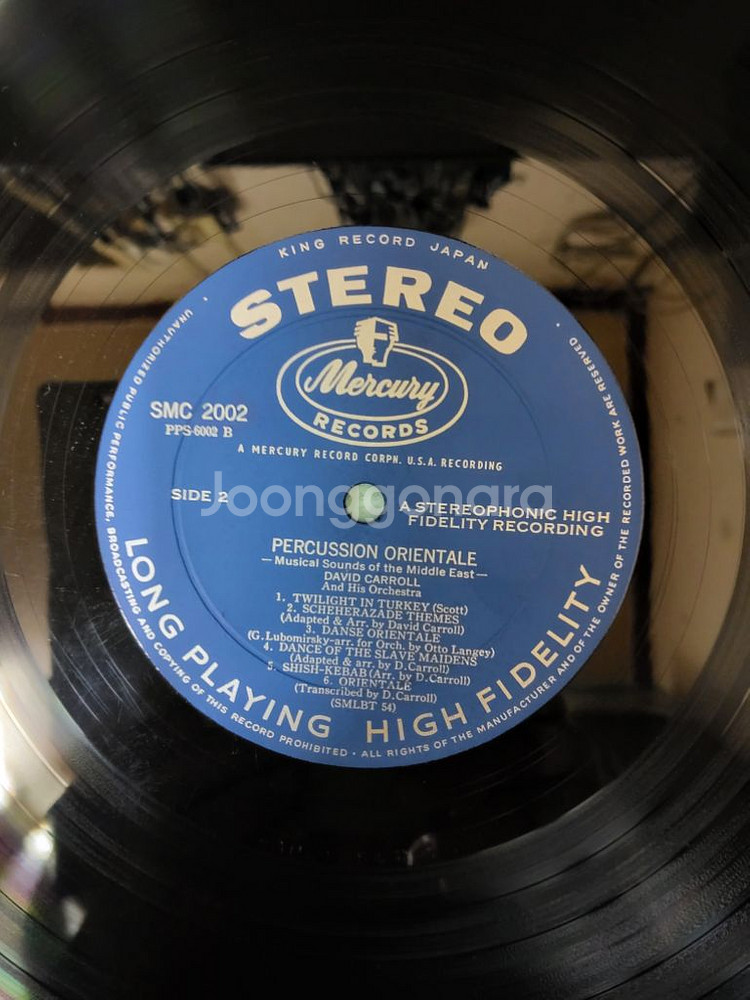 KING RECORD JAPAN
STEREO
Mercury
RECORDS
SMC 2002
PPS-6002 B
A MERCURY RECORD CORPN. U.S.A. RECORDING
SIDE 2
Joonggonara
A STEREOPHONIC HIGH
FIDELITY RECORDING
PERCUSSION ORIENTALE
—Musical Sounds of the Middle East—
DAVID CARROLL
And His Orchestra
1. TWILIGHT IN TURKEY (Scott)
2. SCHEHERAZADE THEMES
(Adapted & Arr. by David Carroll)
3. DANSE ORIENTALE
(G. Lubomirsky-arr. for Orch. by Otto Langey)
4. DANCE OF THE SLAVE MAIDENS
(Adapted & arr. by D. Carroll)
5. SHISH-KEBAB (Arr. by D. Carroll)
6. ORIENTALE
(Transcribed by D. Carroll)
(SMLBT 54)
LONG PLAYING HIGH FIDELITY
UNAUTHORIZED PUBLIC PERFORMANCE, BROADCASTING AND COPYING OF THIS RECORD PROHIBITED · ALL RIGHTS OF THE MANUFACTURER AND OF THE OWNER OF THE RECORDED WORK ARE RESERVED